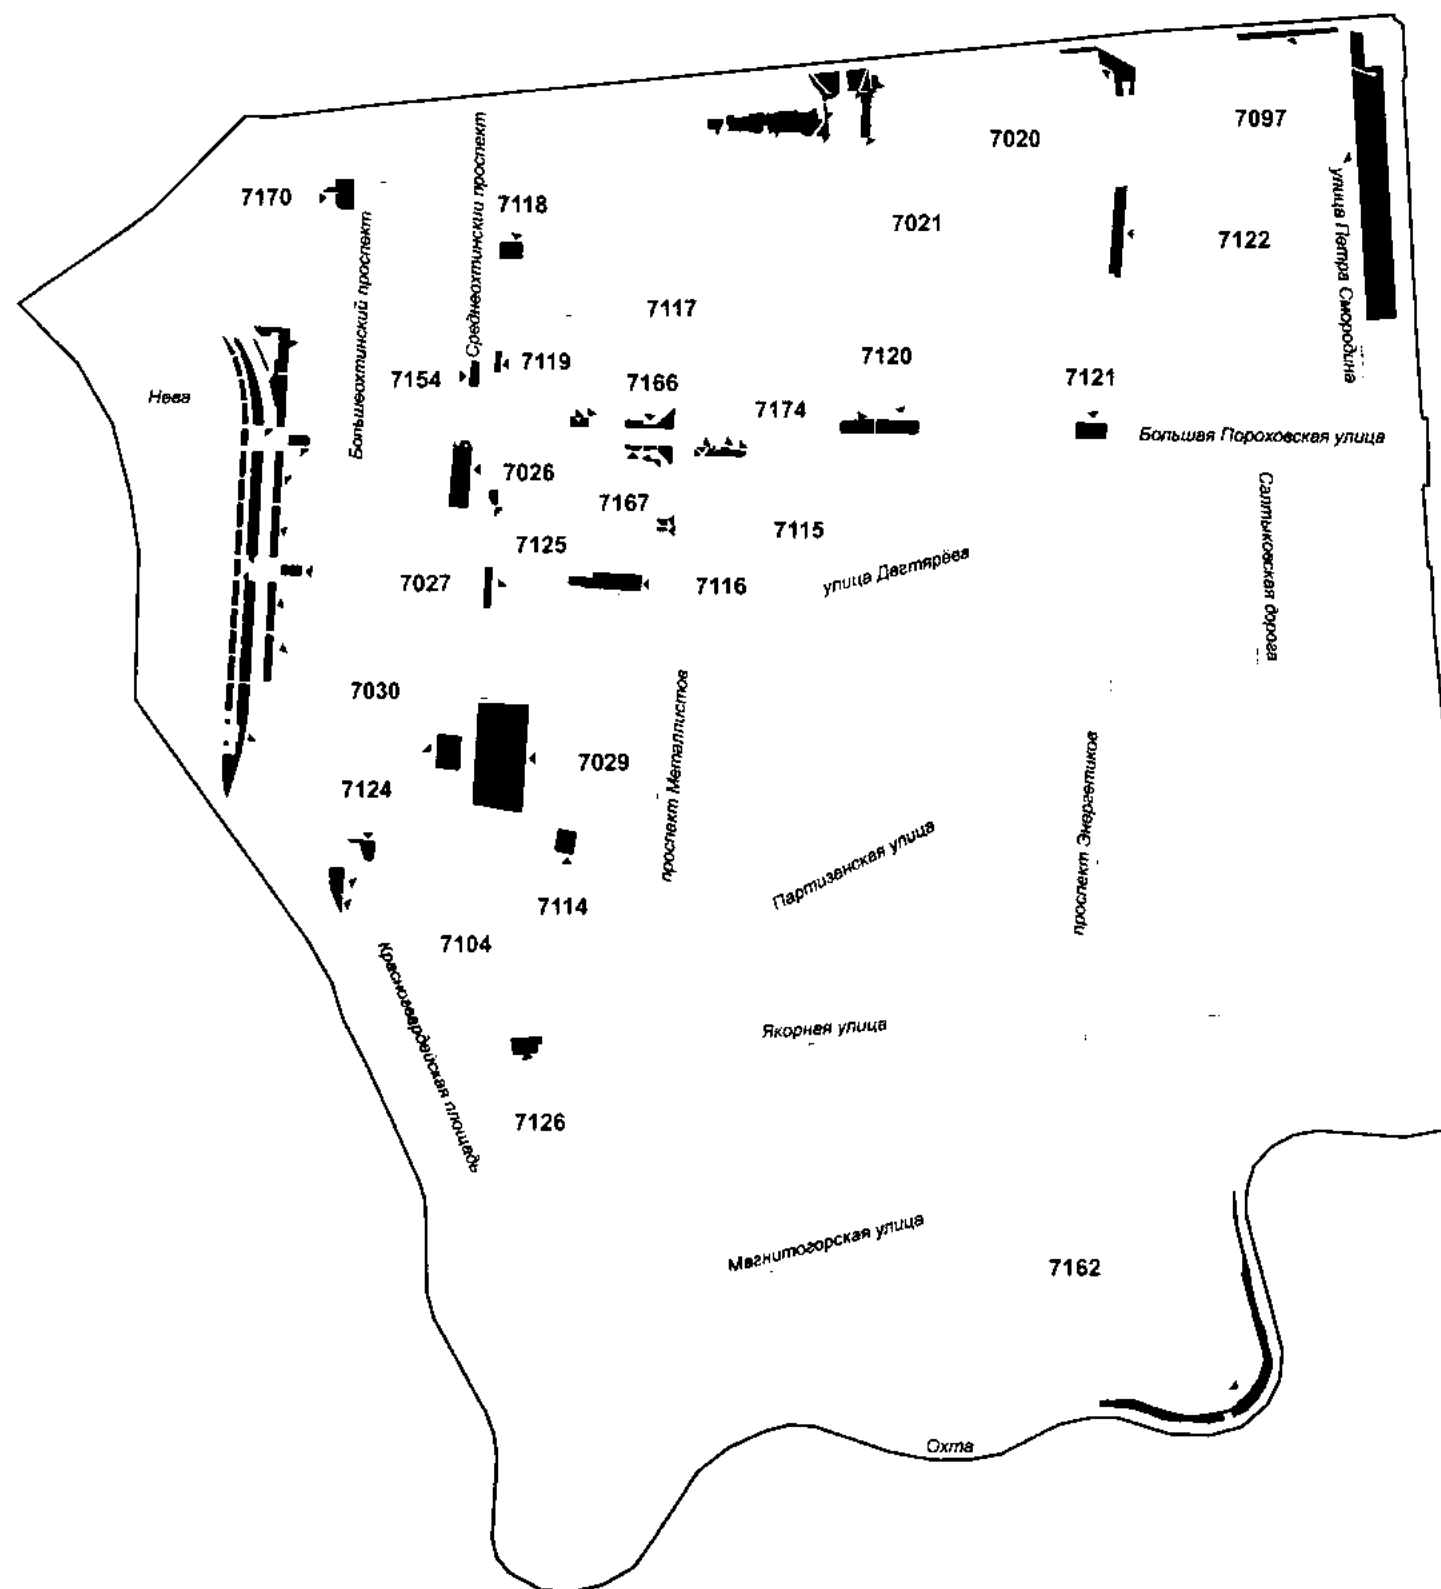 7097
7020
7170
Среднеохтинский проспект
7118
7021
7122
улица Петра Смородина
Большеохтинский проспект
7117
7119
7120
7154
7166
7121
Нева
7174
Большая Пороховская улица
7026
7167
7115
7125
Салтыковская дорога
улица Дегтярёва
7027
7116
7030
7029
проспект Металлистов
7124
проспект Энергетиков
Партизанская улица
7114
7104
Красногвардейская площадь
Якорная улица
7126
Магнитогорская улица
7162
Охта